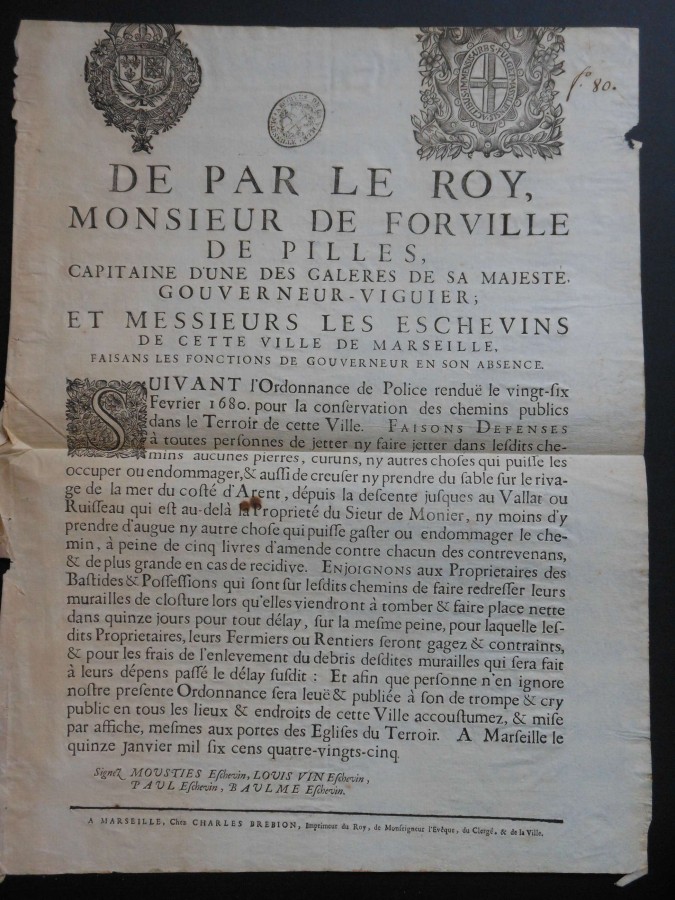 fº 80.
DE PAR LE ROY,
MONSIEUR DE FORVILLE
DE PILLES,
CAPITAINE D'UNE DES GALERES DE SA MAJESTÉ.
GOUVERNEUR-VIGUIER;
ET MESSIEURS LES ESCHEVINS
DE CETTE VILLE DE MARSEILLE,
FAISANS LES FONCTIONS DE GOUVERNEUR EN SON ABSENCE.
SUIVANT l'Ordonnance de Police renduë le vingt-six
Fevrier 1680. pour la conſervation des chemins publics
dans le Terroir de cette Ville. FAISONS DEFENSES
à toutes perſonnes de jetter ny faire jetter dans leſdits che-
mins aucunes pierres, curuns, ny autres choſes qui puiſſe les
occuper ou endommager, & auſſi de creuſer ny prendre du ſable ſur le riva-
ge de la mer du coſté d'Arent, dépuis la deſcente juſques au Vallat ou
Ruiſſeau qui eſt au-delà la Proprieté du Sieur de Monier, ny moins d'y
prendre d'augue ny autre choſe qui puiſſe gaſter ou endommager le che-
min, à peine de cinq livres d'amende contre chacun des contrevenans,
& de plus grande en cas de recidive. ENJOIGNONS aux Proprietaires des
Baſtides & Poſſeſſions qui ſont ſur leſdits chemins de faire redreſſer leurs
murailles de cloſture lors qu'elles viendront à tomber & faire place nette
dans quinze jours pour tout délay, ſur la meſme peine, pour laquelle leſ-
dits Proprietaires, leurs Fermiers ou Rentiers ſeront gagez & contraints,
& pour les frais de l'enlevement du debris deſdites murailles qui ſera fait
à leurs dépens paſſé le délay ſuſdit : Et afin que perſonne n'en ignore
noſtre preſente Ordonnance ſera leuë & publiée à ſon de trompe & cry
public en tous les lieux & endroits de cette Ville accouſtumez, & miſe
par affiche, meſmes aux portes des Egliſes du Terroir. A Marſeille le
quinze Janvier mil ſix cens quatre-vingts-cinq.
Signez MOUSTIES Eſchevin, LOUIS VIN Eſchevin,
PAUL Eſchevin, BAULME Eſchevin.
A MARSEILLE, Chez CHARLES BREBION, Imprimeur du Roy, de Monſeigneur l'Evêque, du Clergé, & de la Ville.